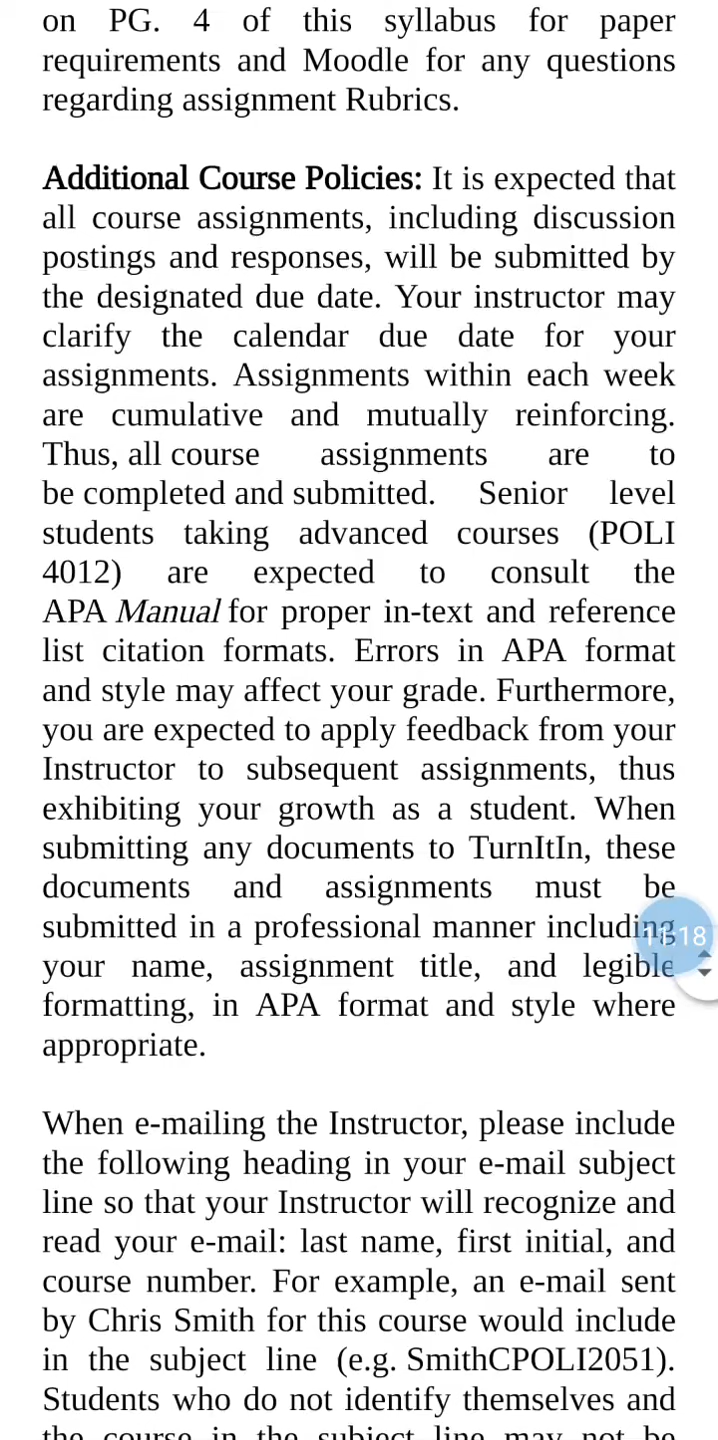 on PG. 4 of this syllabus for paper
requirements and Moodle for any questions
regarding assignment Rubrics.
Additional Course Policies: It is expected that
all course assignments, including discussion
postings and responses, will be submitted by
the designated due date. Your instructor may
clarify the calendar due date for your
assignments. Assignments within each week
are cumulative and mutually reinforcing.
Thus, all course assignments are to
be completed and submitted. Senior level
students taking advanced courses (POLI
4012) are expected to consult the
APA Manual for proper in-text and reference
list citation formats. Errors in APA format
and style may affect your grade. Furthermore,
you are expected to apply feedback from your
Instructor to subsequent assignments, thus
exhibiting your growth as a student. When
submitting any documents to TurnItIn, these
documents and assignments must be
submitted in a professional manner including
your name, assignment title, and legible
formatting, in APA format and style where
appropriate.
When e-mailing the Instructor, please include
the following heading in your e-mail subject
line so that your Instructor will recognize and
read your e-mail: last name, first initial, and
course number. For example, an e-mail sent
by Chris Smith for this course would include
in the subject line (e.g. SmithCPOLI2051).
Students who do not identify themselves and
the course in the subject line may not be